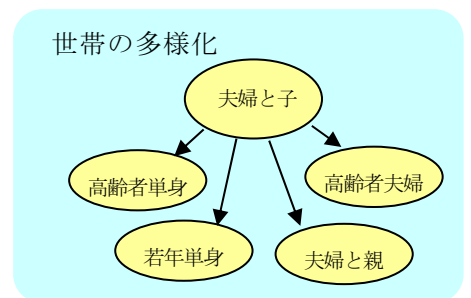 世帯の多様化
夫婦と子
高齢者単身
高齢者夫婦
若年単身
夫婦と親